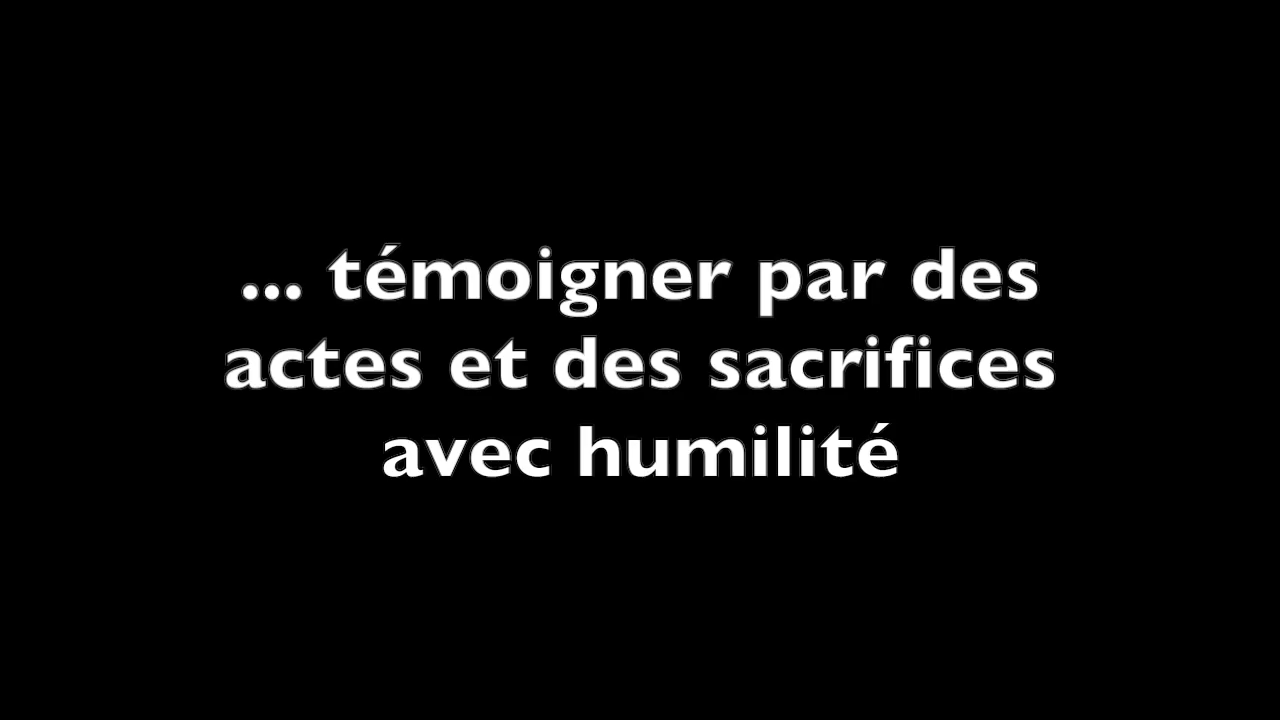 ... témoigner par des
actes et des sacrifices
avec humilité